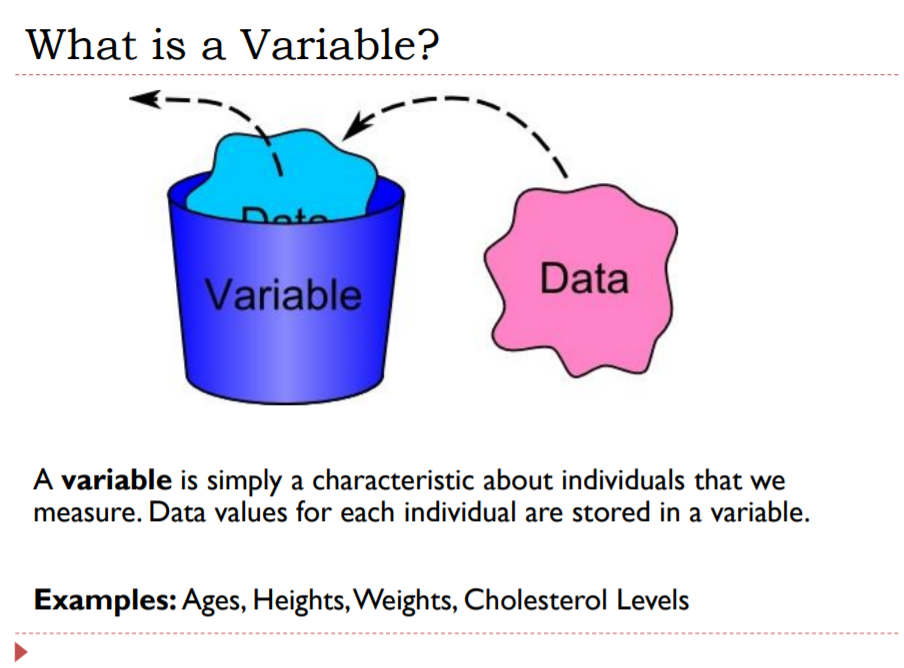 What is a Variable?
Data
Variable
Data
A variable is simply a characteristic about individuals that we
measure. Data values for each individual are stored in a variable.
Examples: Ages, Heights, Weights, Cholesterol Levels